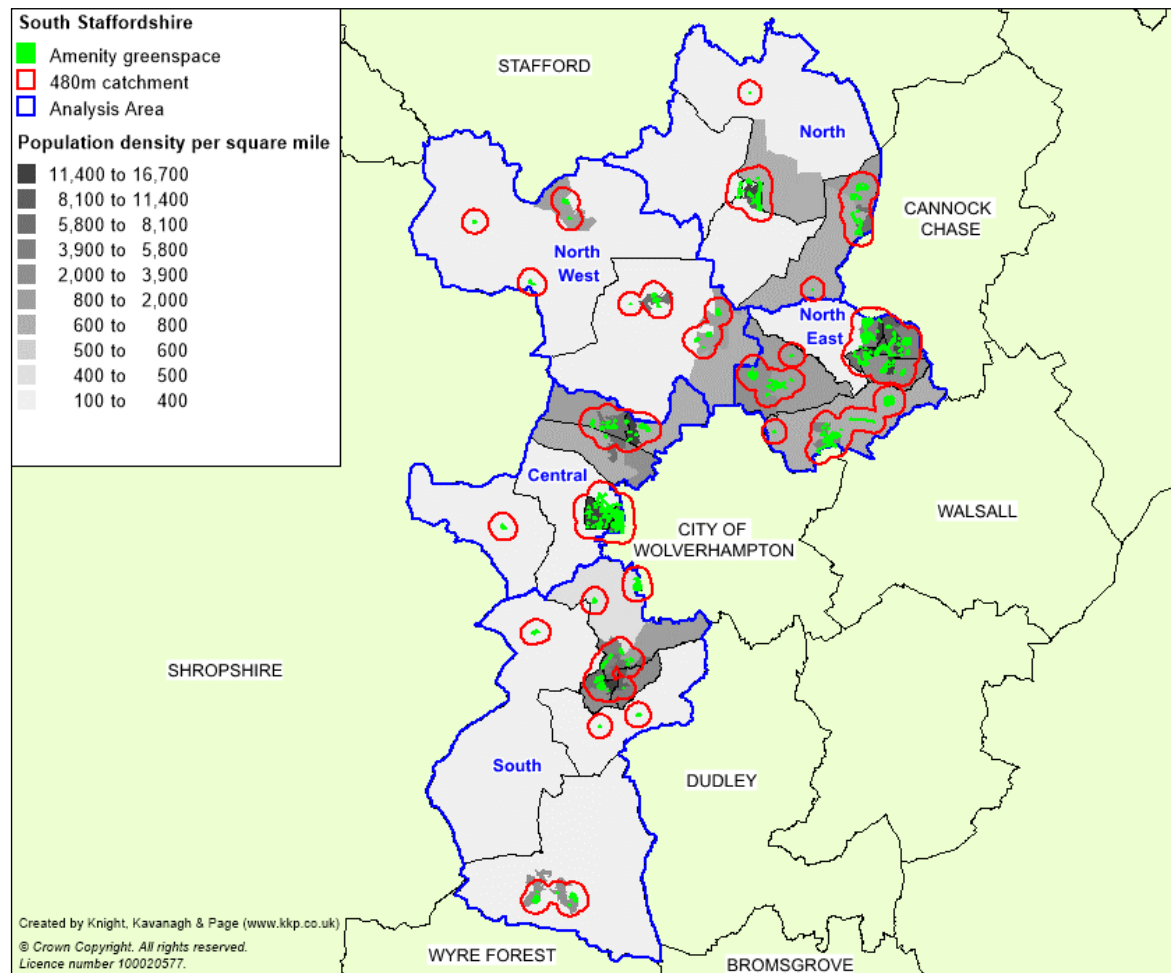 South Staffordshire
Amenity greenspace
480m catchment
Analysis Area
Population density per square mile
11,400 to 16,700
8,100 to 11,400
5,800 to 8,100
3,900 to 5,800
2,000 to 3,900
800 to 2,000
600 to 800
500 to 600
400 to 500
100 to 400
STAFFORD
North
CANNOCK
CHASE
North
West
North
East
Central
CITY OF
WOLVERHAMPTON
WALSALL
SHROPSHIRE
South
DUDLEY
Created by Knight, Kavanagh & Page (www.kkp.co.uk)
© Crown Copyright. All rights reserved.
Licence number 100020577.
WYRE FOREST
BROMSGROVE